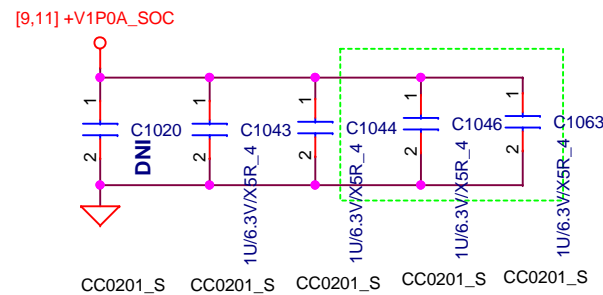 [9,11] +V1P0A_SOC
1
1
1
1
1
C1020
C1043
C1044
C1046
C1063
2
2
2
2
2
DNI
1U/6.3V/X5R_4
1U/6.3V/X5R_4
1U/6.3V/X5R_4
1U/6.3V/X5R_4
CC0201_S
CC0201_S
CC0201_S
CC0201_S
CC0201_S